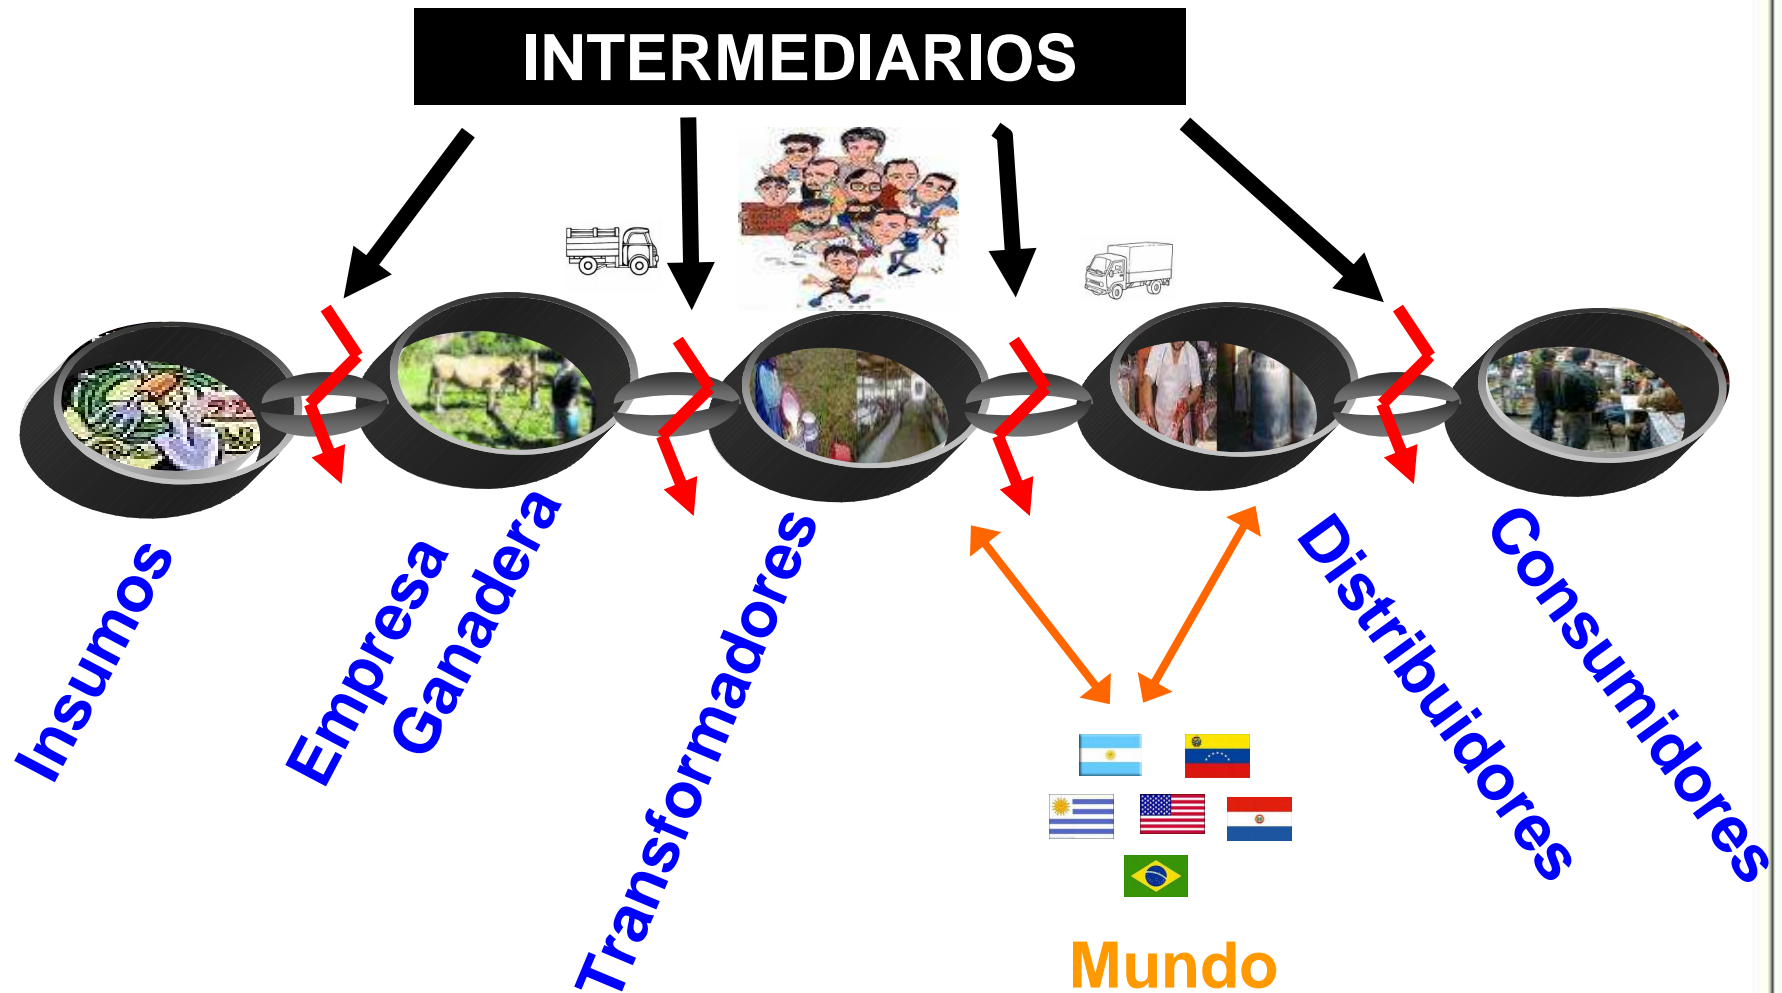 INTERMEDIARIOS
Insumos
Empresa
Ganadera
Transformadores
Distribuidores
Consumidores
Mundo